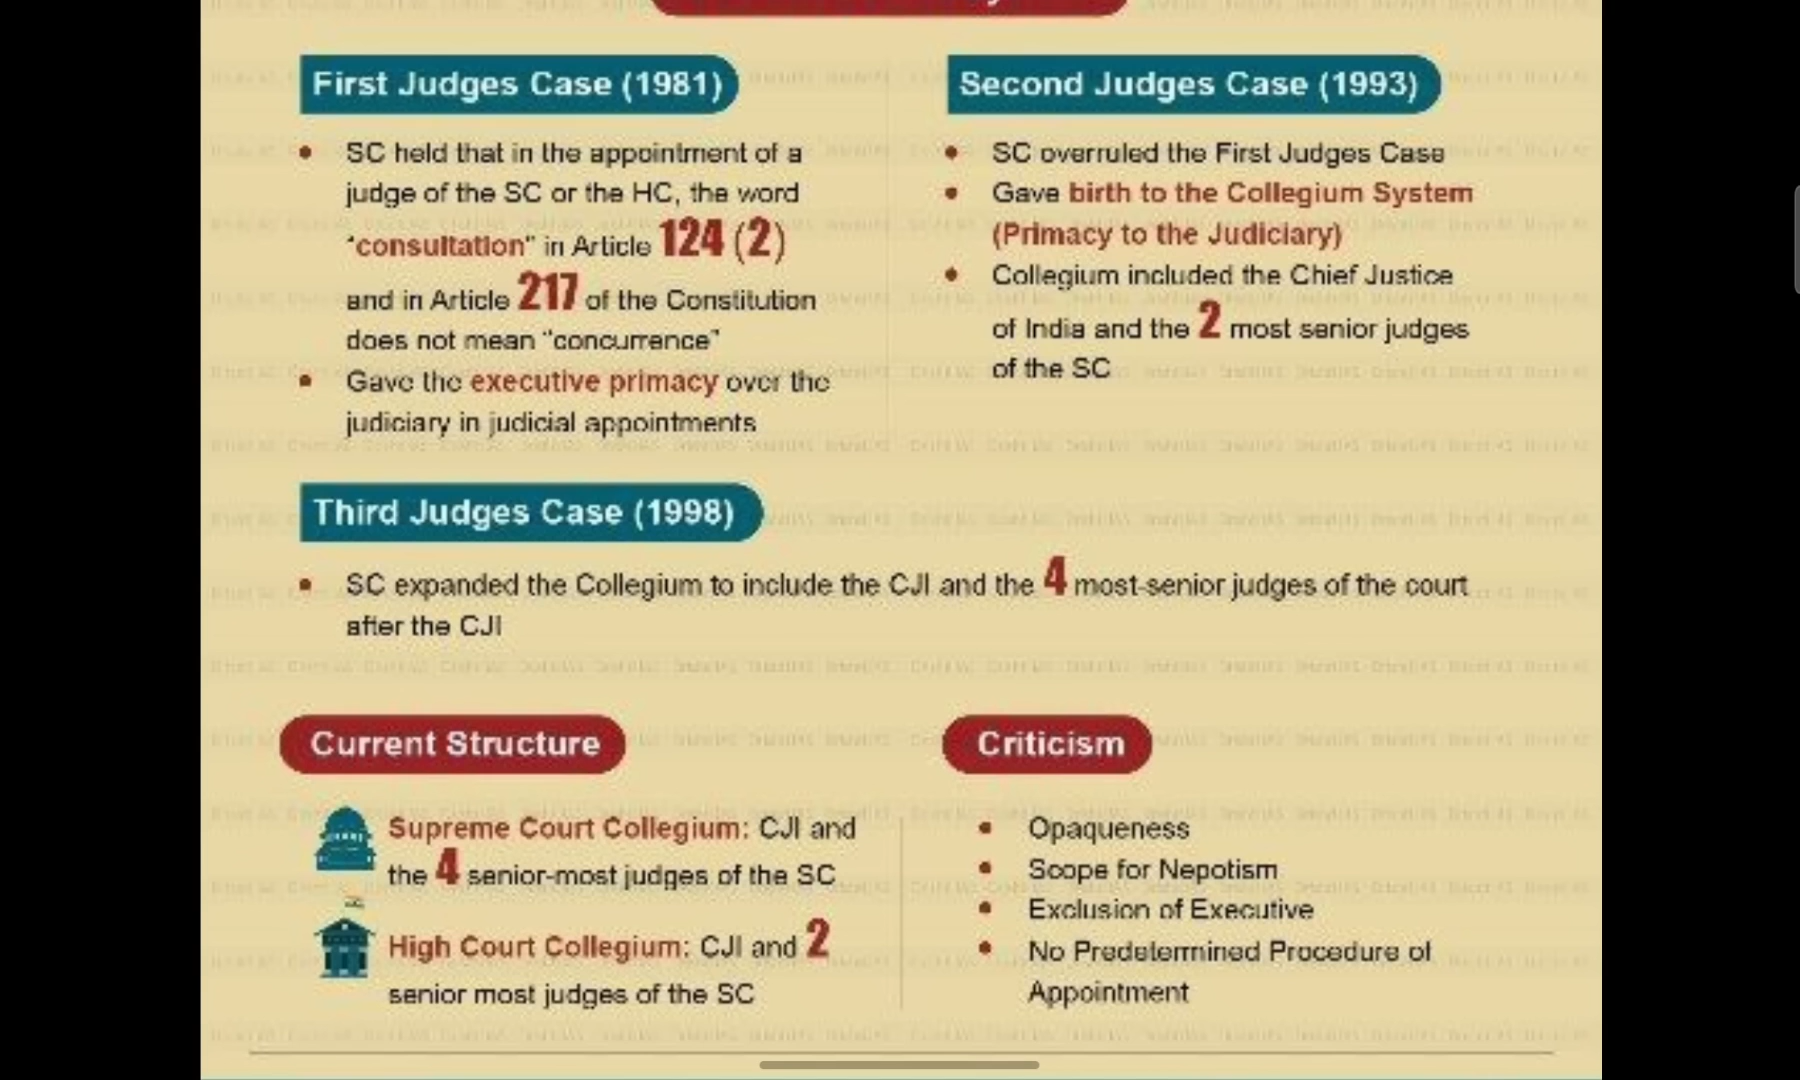 First Judges Case (1981)
• SC held that in the appointment of a
judge of the SC or the HC, the word
“consultation” in Article 124 (2)
and in Article 217 of the Constitution
does not mean “concurrence”
• Gave the executive primacy over the
judiciary in judicial appointments
Second Judges Case (1993)
• SC overruled the First Judges Case
• Gave birth to the Collegium System
(Primacy to the Judiciary)
• Collegium included the Chief Justice
of India and the 2 most senior judges
of the SC
Third Judges Case (1998)
• SC expanded the Collegium to include the CJI and the 4 most-senior judges of the court
after the CJI
Current Structure
Supreme Court Collegium: CJI and
the 4 senior-most judges of the SC
High Court Collegium: CJI and 2
senior most judges of the SC
Criticism
• Opaqueness
• Scope for Nepotism
• Exclusion of Executive
• No Predetermined Procedure of
Appointment